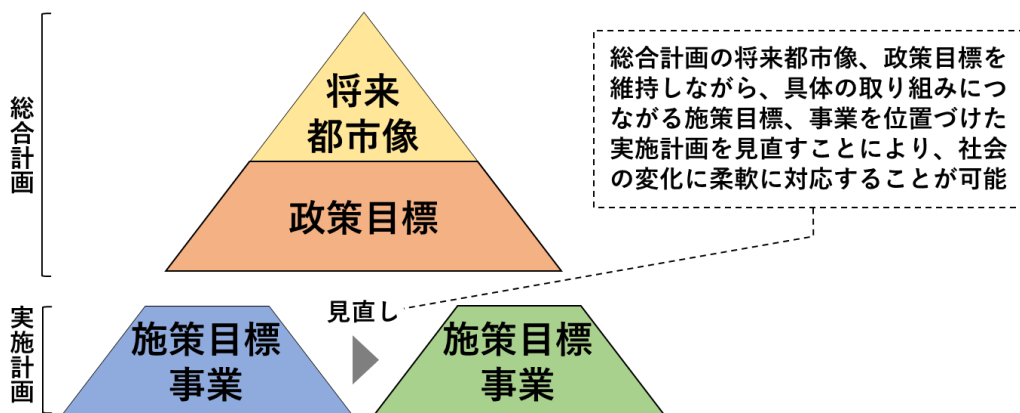 総合計画
将来
都市像
政策目標
総合計画の将来都市像、政策目標を
維持しながら、具体の取り組みにつ
ながる施策目標、事業を位置づけた
実施計画を見直すことにより、社会
の変化に柔軟に対応することが可能
実施計画
施策目標
事業
見直し
施策目標
事業